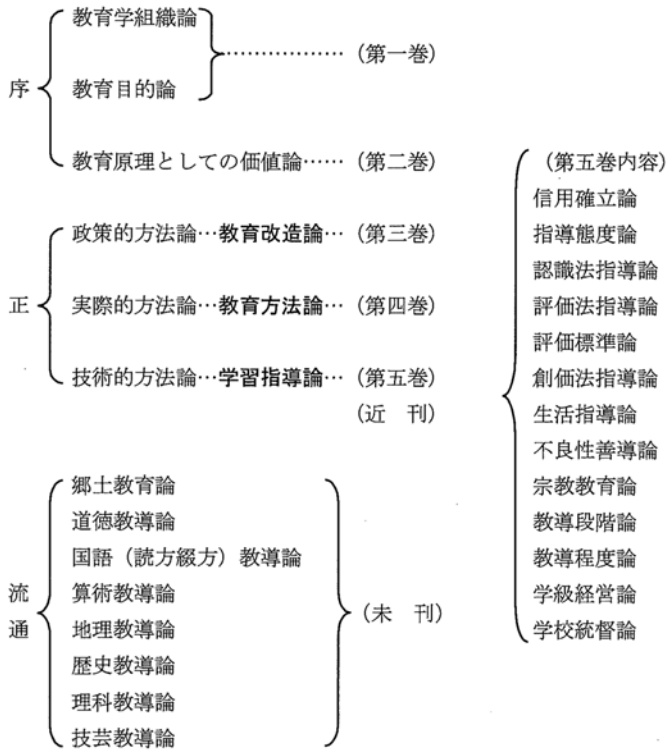 序
教育学組織論
教育目的論
………………（第一巻）
教育原理としての価値論……（第二巻）
正
政策的方法論…教育改造論…（第三巻）
実際的方法論…教育方法論…（第四巻）
技術的方法論…学習指導論…（第五巻）
（近　刊）
流通
郷土教育論
道徳教導論
国語（読方綴方）教導論
算術教導論
地理教導論
歴史教導論
理科教導論
技芸教導論
（未　刊）
（第五巻内容）
信用確立論
指導態度論
認識法指導論
評価法指導論
評価標準論
創価法指導論
生活指導論
不良性善導論
宗教教育論
教導段階論
教導程度論
学級経営論
学校統督論